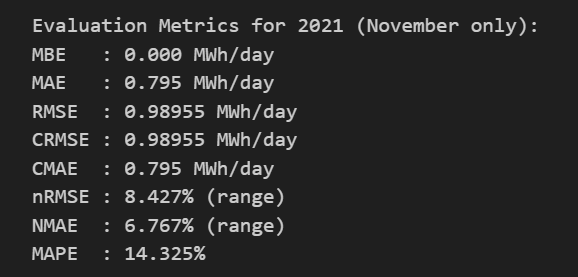 Evaluation Metrics for 2021 (November only):
MBE   : 0.000 MWh/day
MAE   : 0.795 MWh/day
RMSE  : 0.98955 MWh/day
CRMSE : 0.98955 MWh/day
CMAE  : 0.795 MWh/day
nRMSE : 8.427% (range)
NMAE  : 6.767% (range)
MAPE  : 14.325%